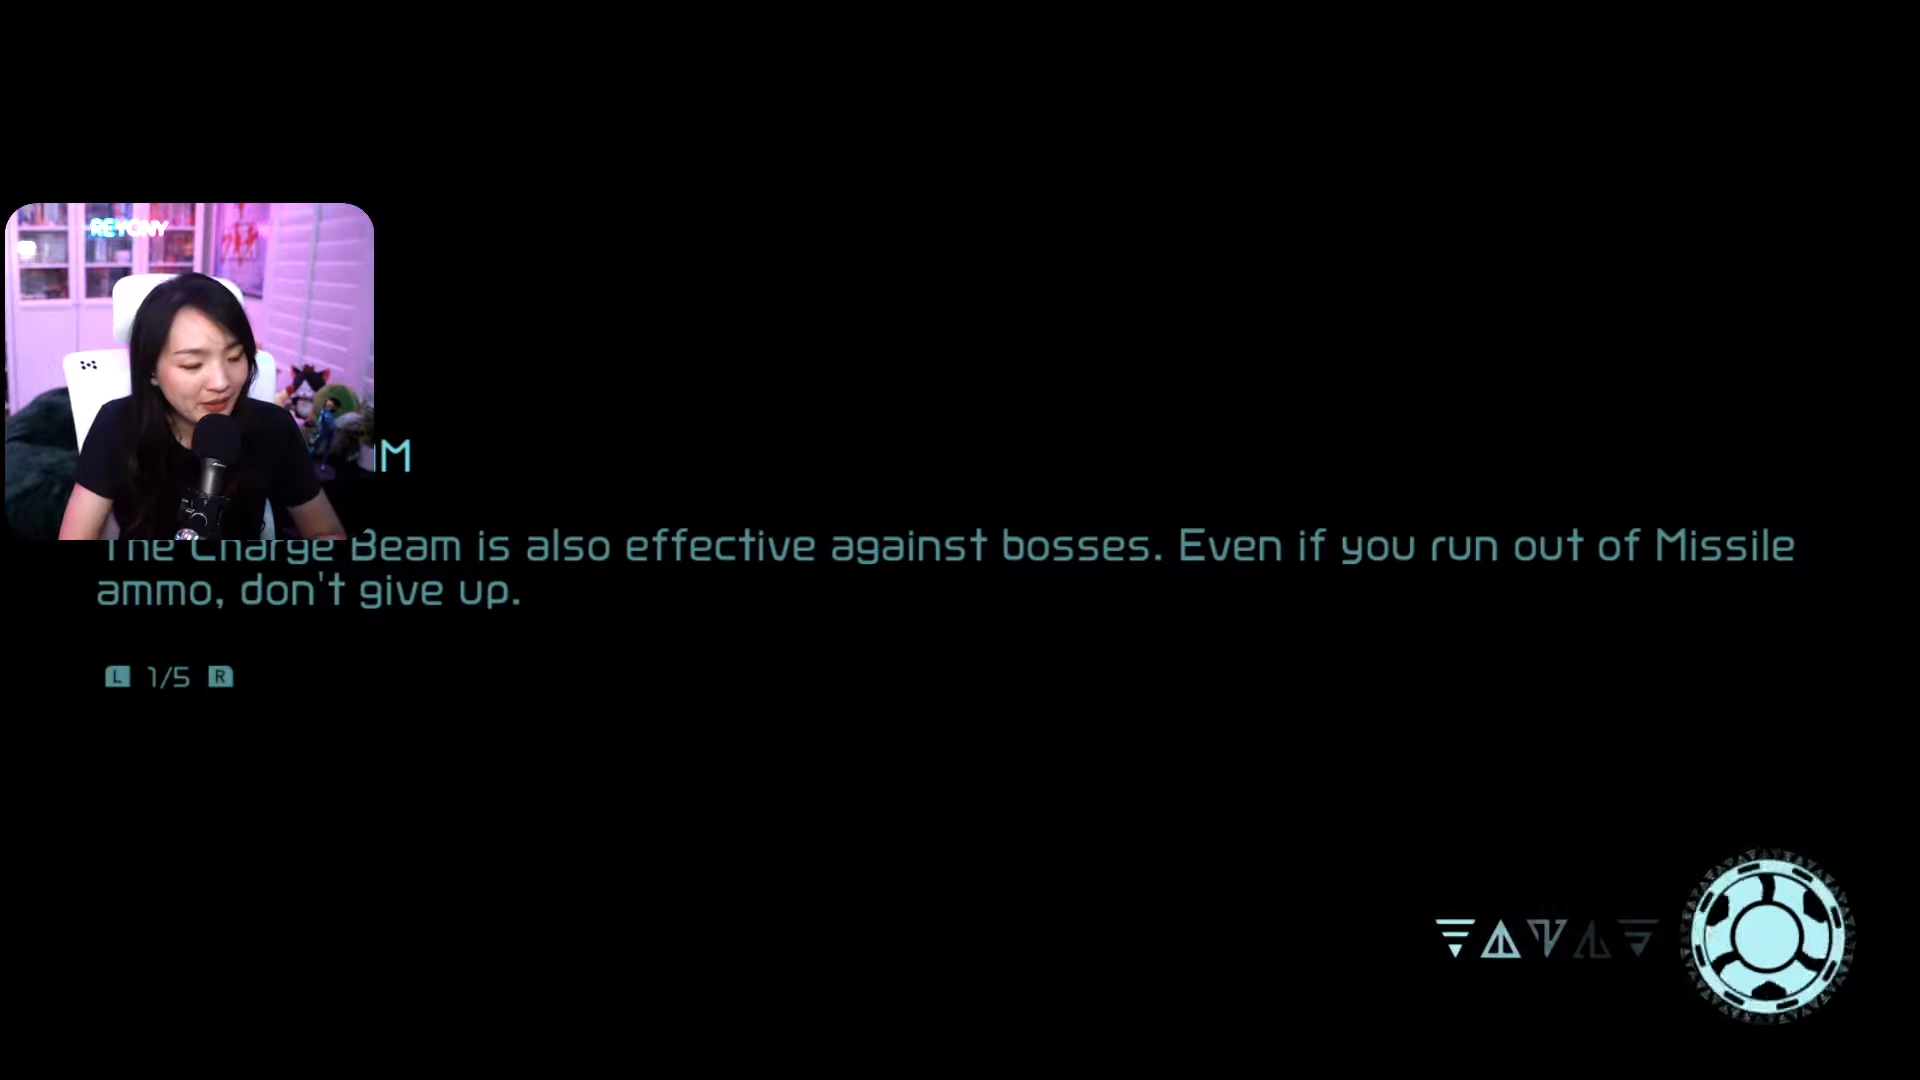 REYONY
The Charge Beam is also effective against bosses. Even if you run out of Missile
ammo, don't give up.
L 1/5 R